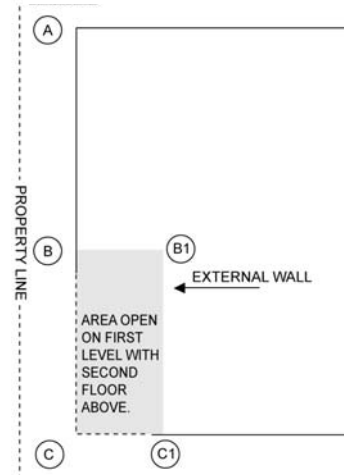 A
PROPERTY LINE
B
B1
EXTERNAL WALL
AREA OPEN
ON FIRST
LEVEL WITH
SECOND
FLOOR
ABOVE.
C
C1